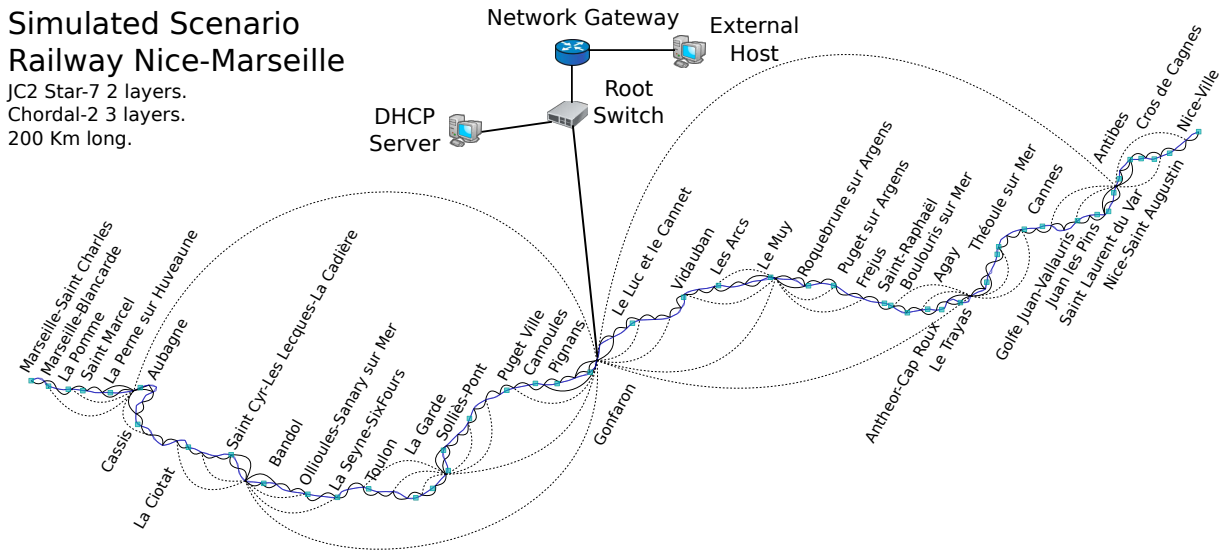 Simulated Scenario
Railway Nice-Marseille
JC2 Star-7 2 layers.
Chordal-2 3 layers.
200 Km long.
Network Gateway
External
Host
Root
Switch
DHCP
Server
Marseille-Saint Charles
Marseille-Blancarde
La Pomme
Saint Marcel
La Perne sur Huveaune
Aubagne
Cassis
La Ciotat
Saint Cyr-Les Lecques-La Cadière
Bandol
Ollioules-Sanary sur Mer
La Seyne-SixFours
Toulon
La Garde
Solliès-Pont
Puget Ville
Carnoules
Pignans
Gonfaron
Le Luc et le Cannet
Vidauban
Les Arcs
Le Muy
Roquebrune sur Argens
Puget sur Argens
Frejus
Saint-Raphaël
Boulouris sur Mer
Agay
Antheor-Cap Roux
Le Trayas
Théoule sur Mer
Cannes
Golfe Juan-Vallauris
Juan les Pins
Antibes
Saint Laurent du Var
Cros de Cagnes
Nice-Saint Augustin
Nice-Ville